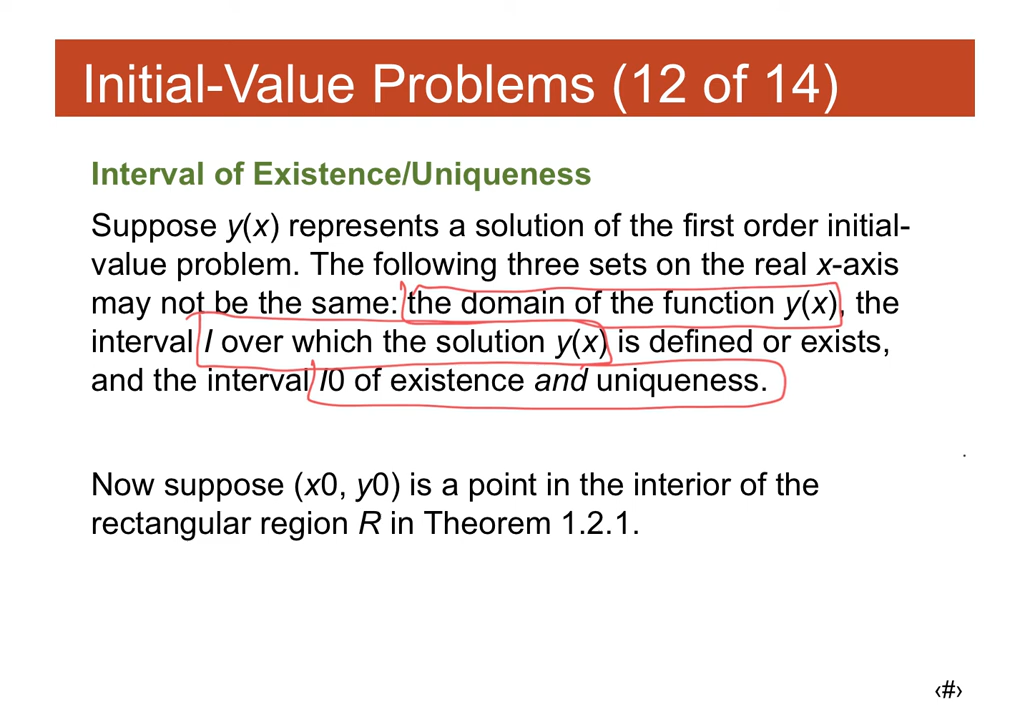 Initial-Value Problems (12 of 14)
Interval of Existence/Uniqueness
Suppose y(x) represents a solution of the first order initial-
value problem. The following three sets on the real x-axis
may not be the same: the domain of the function y(x), the
interval I over which the solution y(x) is defined or exists,
and the interval I0 of existence and uniqueness.
Now suppose (x0, y0) is a point in the interior of the
rectangular region R in Theorem 1.2.1.
‹#›